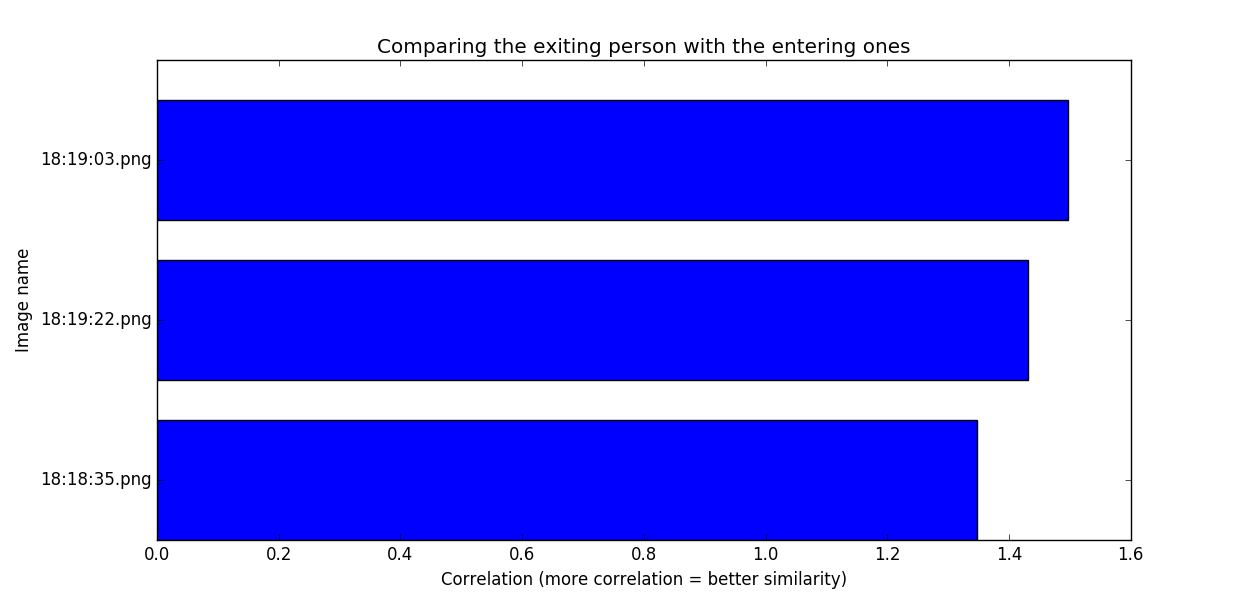 Comparing the exiting person with the entering ones
18:19:03.png
18:19:22.png
18:18:35.png
Image name
0.0 0.2 0.4 0.6 0.8 1.0 1.2 1.4 1.6
Correlation (more correlation = better similarity)